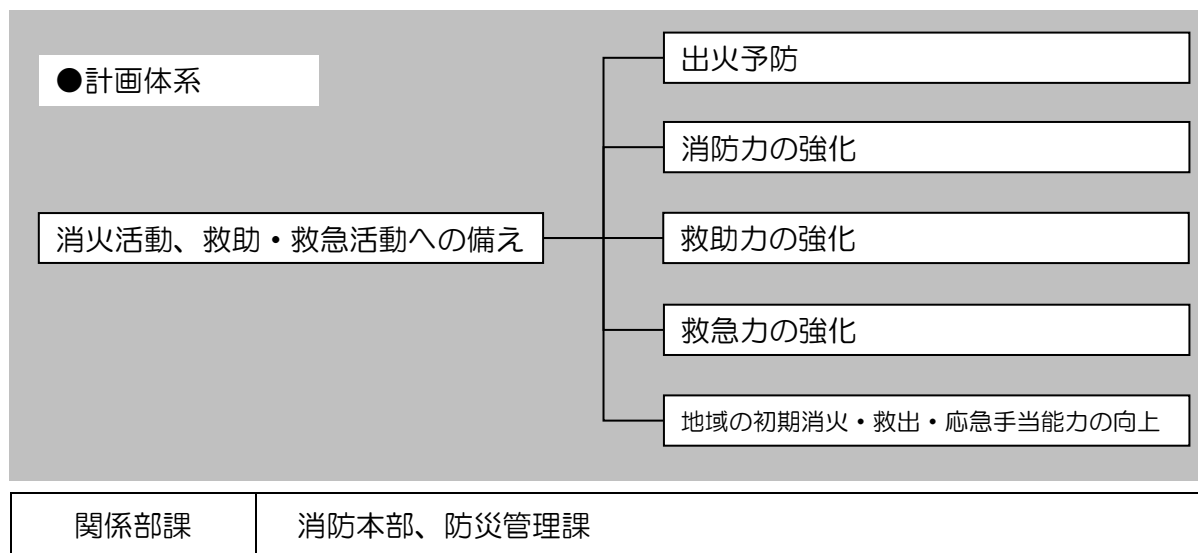 ●計画体系
出火予防
消防力の強化
消火活動、救助・救急活動への備え
救助力の強化
救急力の強化
地域の初期消火・救出・応急手当能力の向上
関係部課
消防本部、防災管理課